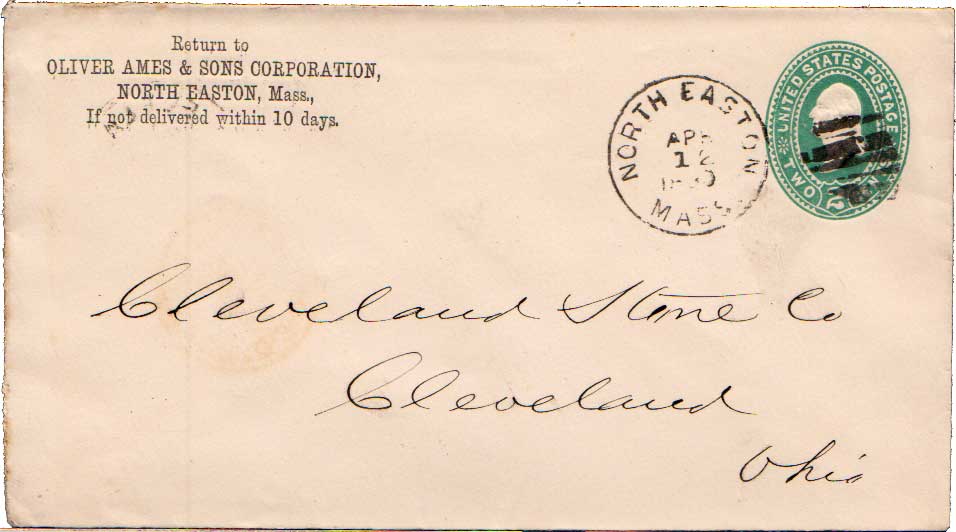 Return to
OLIVER AMES & SONS CORPORATION,
NORTH EASTON, Mass.,
If not delivered within 10 days.
NORTH EASTON
APR
12
MASS
UNITED STATES POSTAGE
TWO
Cleveland Stone Co
Cleveland
Ohio